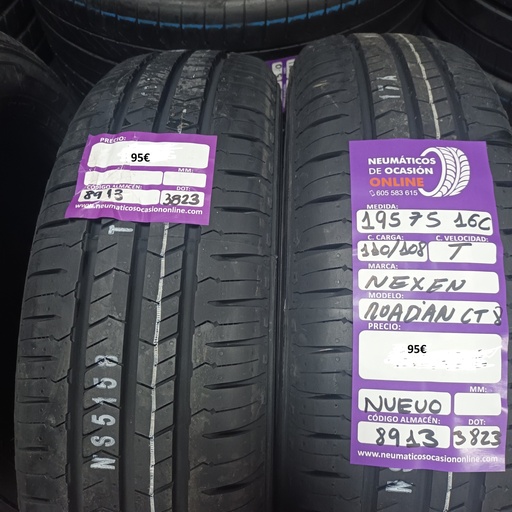 PRECIO:
95€
MM:
CÓDIGO ALMACÉN:
DOT:
8913
3823
www.neumaticosocasiononline.com
T
NS5158
NEUMÁTICOS
DE OCASIÓN
ONLINE
605 583 615
MEDIDA:
195 75 16C
C. CARGA:
C. VELOCIDAD:
110/108
T
MARCA:
NEXEN
MODELO:
ROADIAN CT8
PRECIO:
95€
MM:
NUEVO
CÓDIGO ALMACÉN:
DOT:
8913
3823
www.neumaticosocasiononline.com